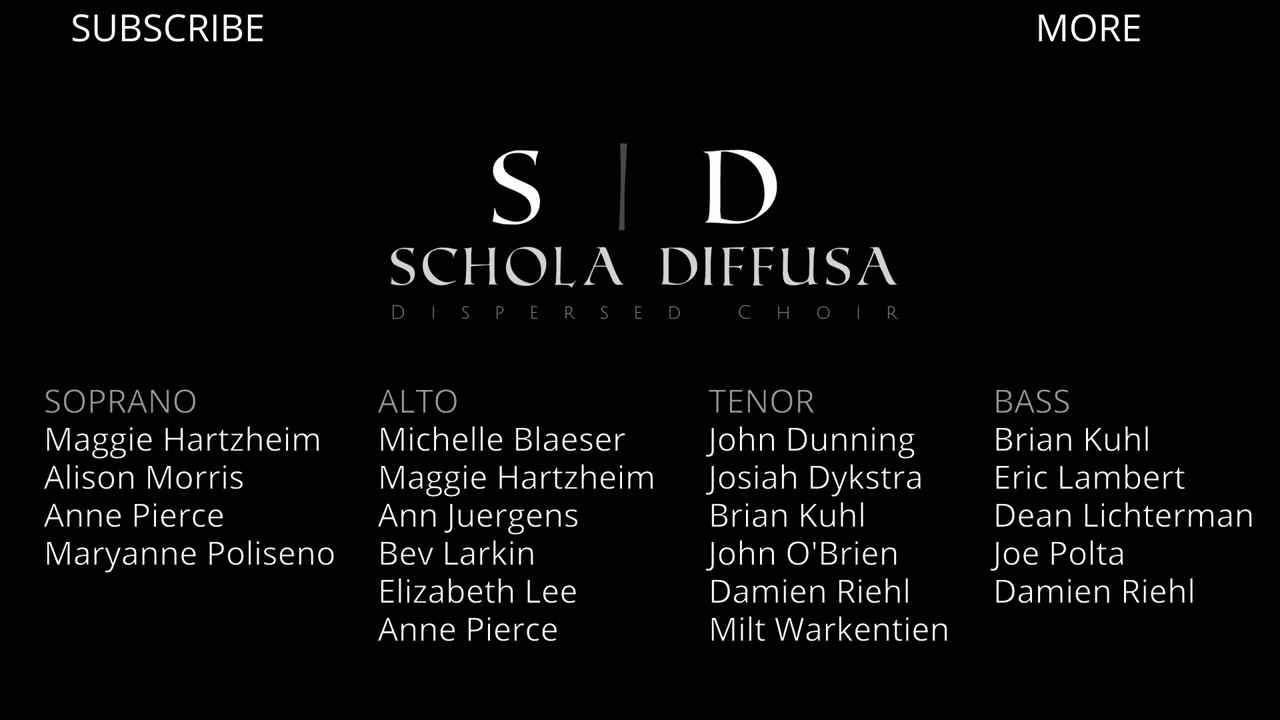 SUBSCRIBE
MORE
S | D
SCHOLA DIFFUSA
DISPERSED CHOIR
SOPRANO
Maggie Hartzheim
Alison Morris
Anne Pierce
Maryanne Poliseno
ALTO
Michelle Blaeser
Maggie Hartzheim
Ann Juergens
Bev Larkin
Elizabeth Lee
Anne Pierce
TENOR
John Dunning
Josiah Dykstra
Brian Kuhl
John O'Brien
Damien Riehl
Milt Warkentien
BASS
Brian Kuhl
Eric Lambert
Dean Lichterman
Joe Polta
Damien Riehl